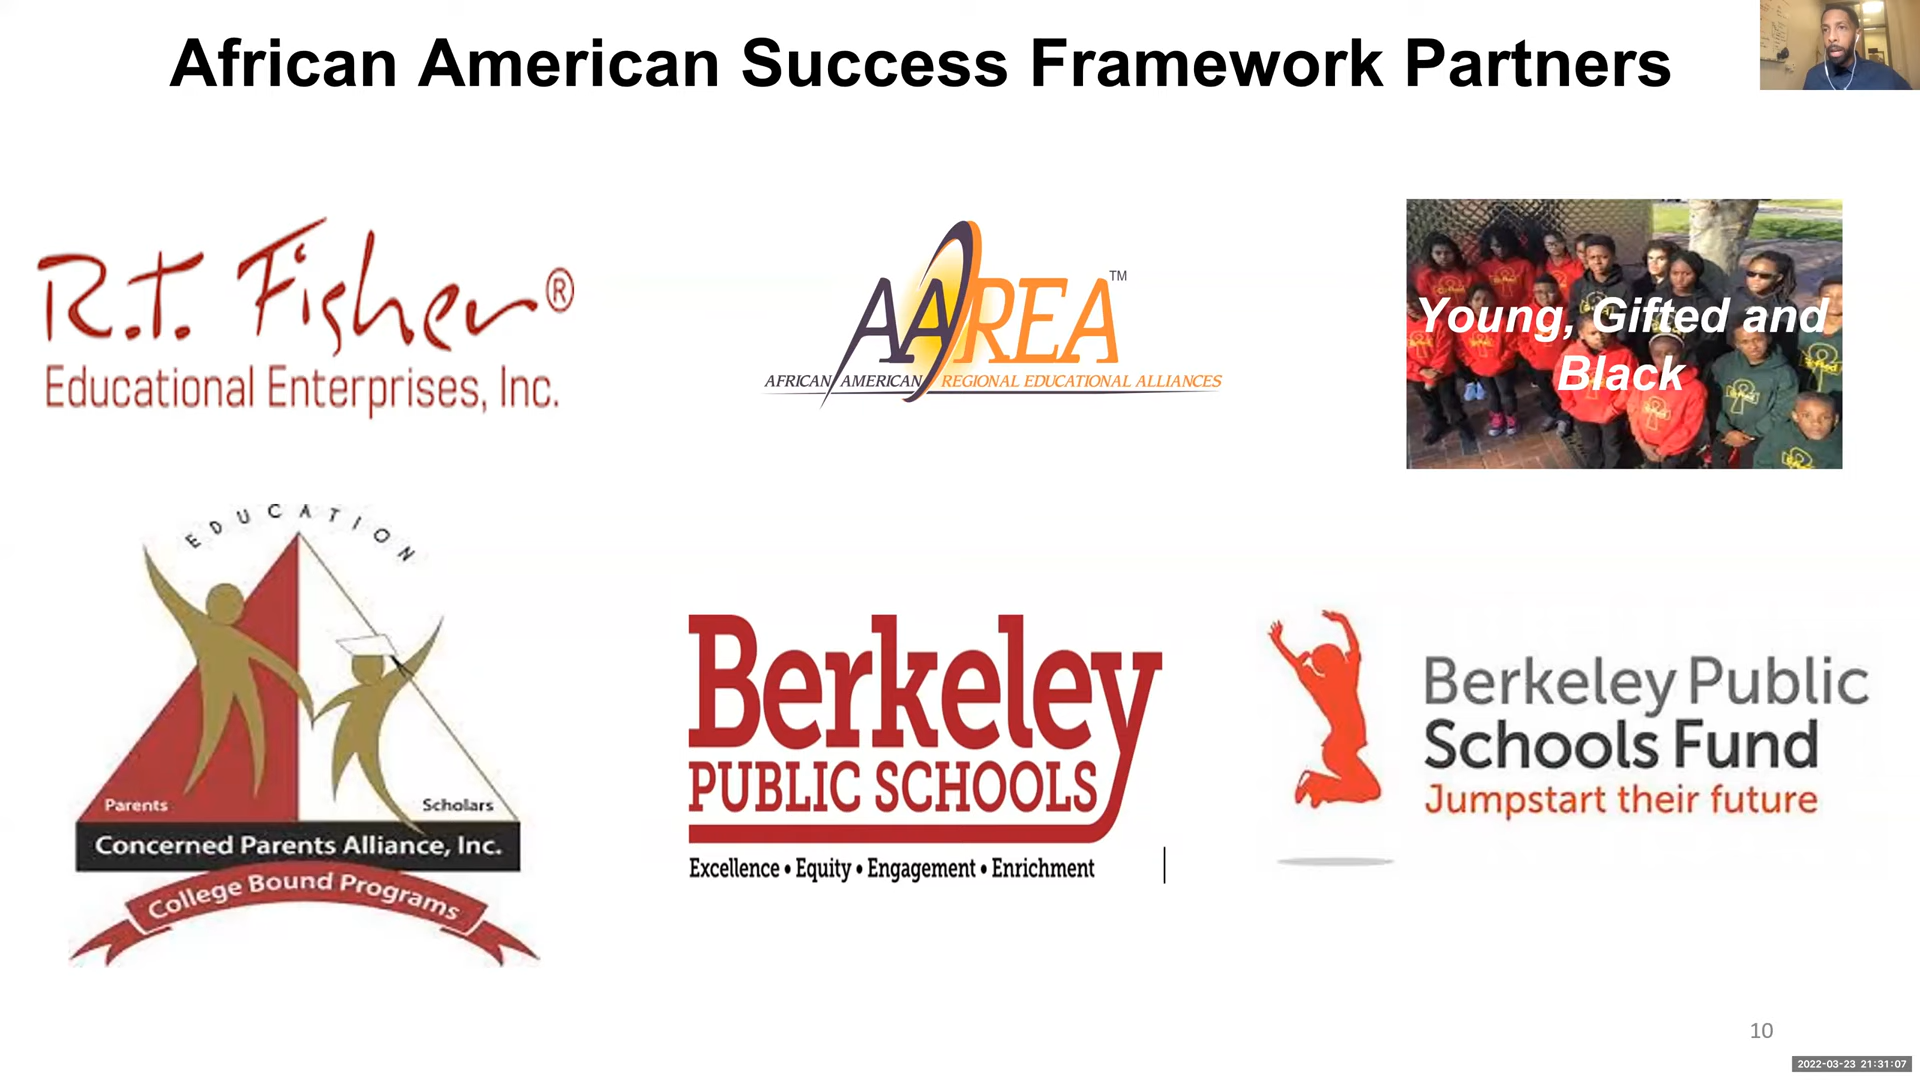 African American Success Framework Partners
R.T. Fisher®
Educational Enterprises, Inc.
AAREA™
AFRICAN AMERICAN REGIONAL EDUCATIONAL ALLIANCES
Young, Gifted and
Black
EDUCATION
Parents
Scholars
Concerned Parents Alliance, Inc.
College Bound Programs
Berkeley
PUBLIC SCHOOLS
Excellence • Equity • Engagement • Enrichment
Berkeley Public
Schools Fund
Jumpstart their future
10
2022-03-23 21:31:07